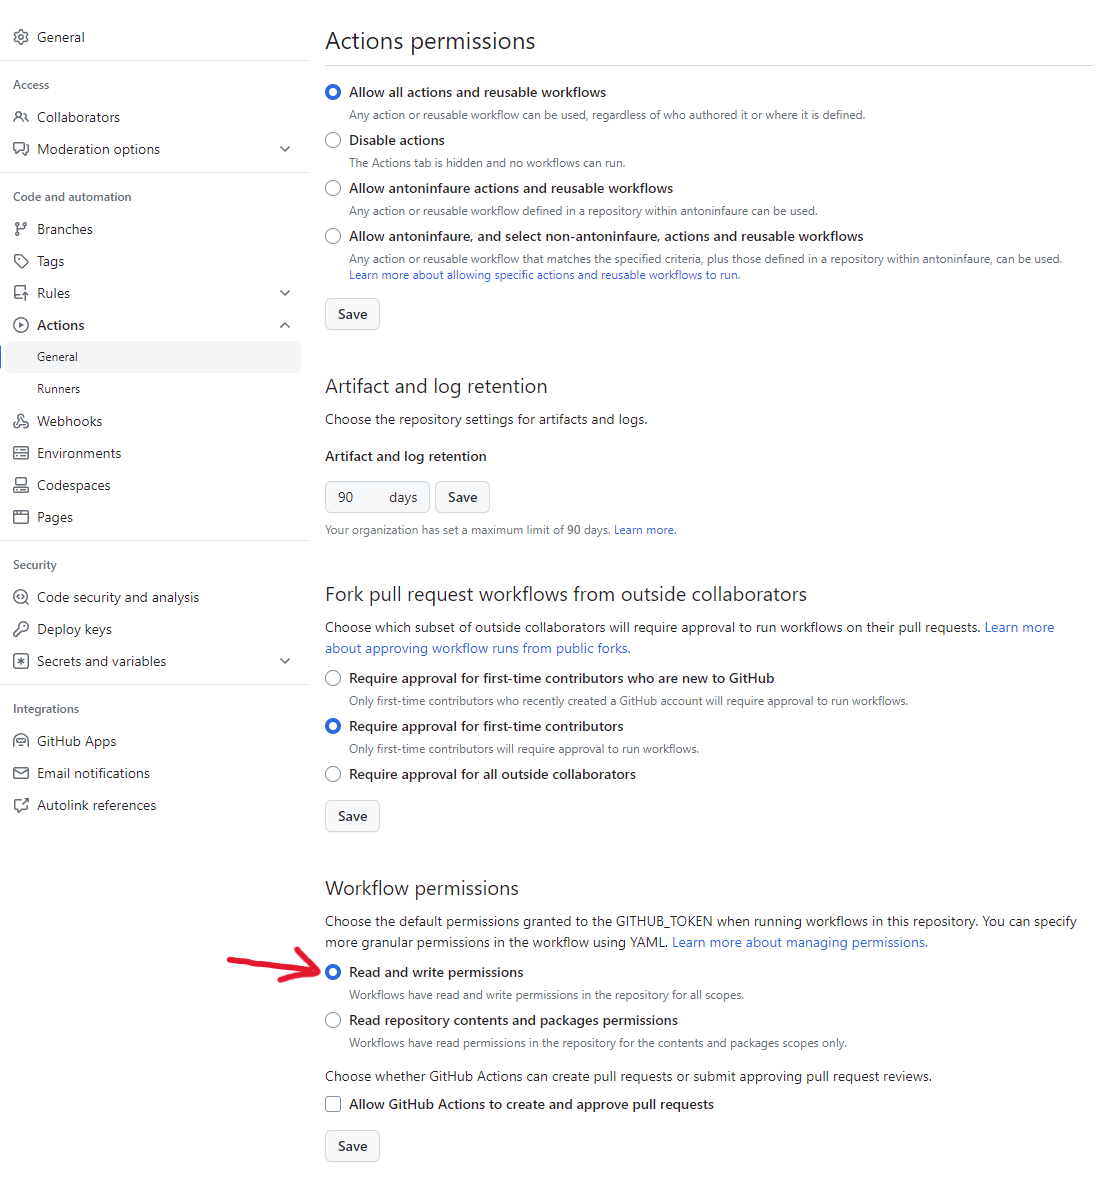 General
Access
Collaborators
Moderation options
Code and automation
Branches
Tags
Rules
Actions
General
Runners
Webhooks
Environments
Codespaces
Pages
Security
Code security and analysis
Deploy keys
Secrets and variables
Integrations
GitHub Apps
Email notifications
Autolink references
Actions permissions
Allow all actions and reusable workflows
Any action or reusable workflow can be used, regardless of who authored it or where it is defined.
Disable actions
The Actions tab is hidden and no workflows can run.
Allow antoninfaure actions and reusable workflows
Any action or reusable workflow defined in a repository within antoninfaure can be used.
Allow antoninfaure, and select non-antoninfaure, actions and reusable workflows
Any action or reusable workflow that matches the specified criteria, plus those defined in a repository within antoninfaure, can be used.
Learn more about allowing specific actions and reusable workflows to run.
Save
Artifact and log retention
Choose the repository settings for artifacts and logs.
Artifact and log retention
90 days Save
Your organization has set a maximum limit of 90 days. Learn more.
Fork pull request workflows from outside collaborators
Choose which subset of outside collaborators will require approval to run workflows on their pull requests. Learn more
about approving workflow runs from public forks.
Require approval for first-time contributors who are new to GitHub
Only first-time contributors who recently created a GitHub account will require approval to run workflows.
Require approval for first-time contributors
Only first-time contributors will require approval to run workflows.
Require approval for all outside collaborators
Save
Workflow permissions
Choose the default permissions granted to the GITHUB_TOKEN when running workflows in this repository. You can specify
more granular permissions in the workflow using YAML. Learn more about managing permissions.
Read and write permissions
Workflows have read and write permissions in the repository for all scopes.
Read repository contents and packages permissions
Workflows have read permissions in the repository for the contents and packages scopes only.
Choose whether GitHub Actions can create pull requests or submit approving pull request reviews.
Allow GitHub Actions to create and approve pull requests
Save